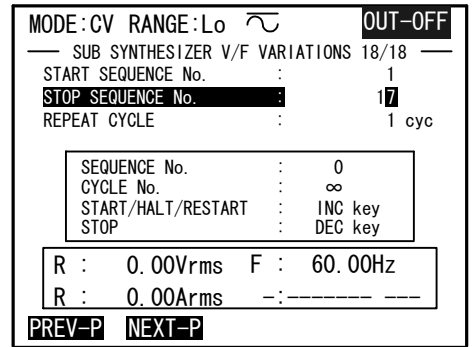 MODE:CV RANGE:Lo OUT-OFF
SUB SYNTHESIZER V/F VARIATIONS 18/18
START SEQUENCE No. : 1
STOP SEQUENCE No. : 17
REPEAT CYCLE : 1 cyc
SEQUENCE No. : 0
CYCLE No. : ∞
START/HALT/RESTART : INC key
STOP : DEC key
R : 0.00Vrms F : 60.00Hz
R : 0.00Arms -:------- ---
PREV-P NEXT-P